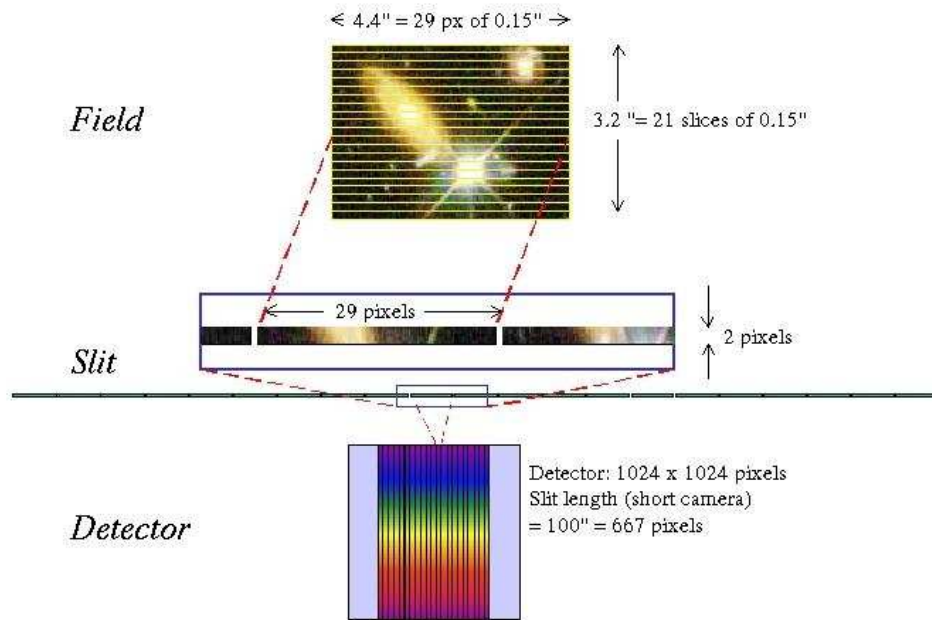 4.4" = 29 px of 0.15"
Field
3.2 "= 21 slices of 0.15"
29 pixels
2 pixels
Slit
Detector: 1024 x 1024 pixels
Slit length (short camera)
= 100" = 667 pixels
Detector